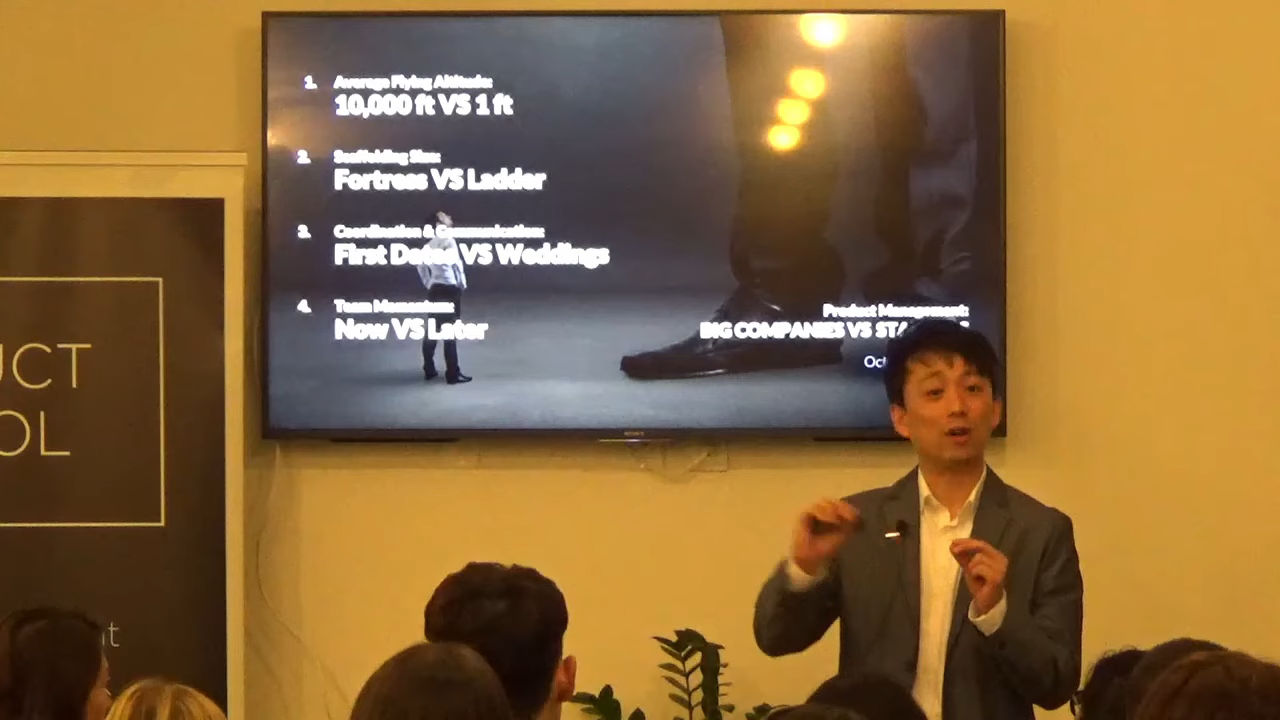 1. Average Flying Altitude:
10,000 ft VS 1 ft
2. Scaffolding Size:
Fortress VS Ladder
3. Coordination & Communication:
First Dates VS Weddings
4. Team Momentum:
Now VS Later
Product Management:
BIG COMPANIES VS
SONY
UCT
OL